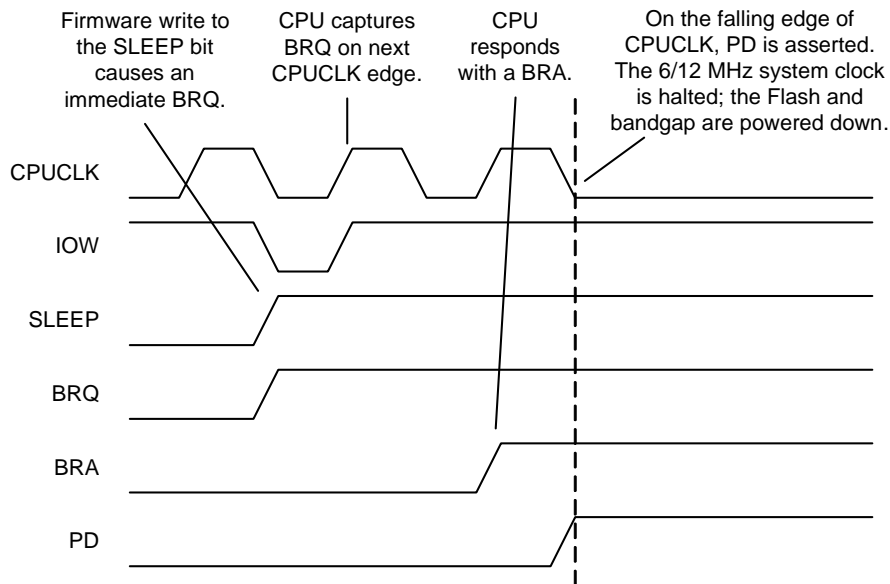 Firmware write to
the SLEEP bit
causes an
immediate BRQ.
CPU captures
BRQ on next
CPUCLK edge.
CPU
responds
with a BRA.
On the falling edge of
CPUCLK, PD is asserted.
The 6/12 MHz system clock
is halted; the Flash and
bandgap are powered down.
CPUCLK
IOW
SLEEP
BRQ
BRA
PD